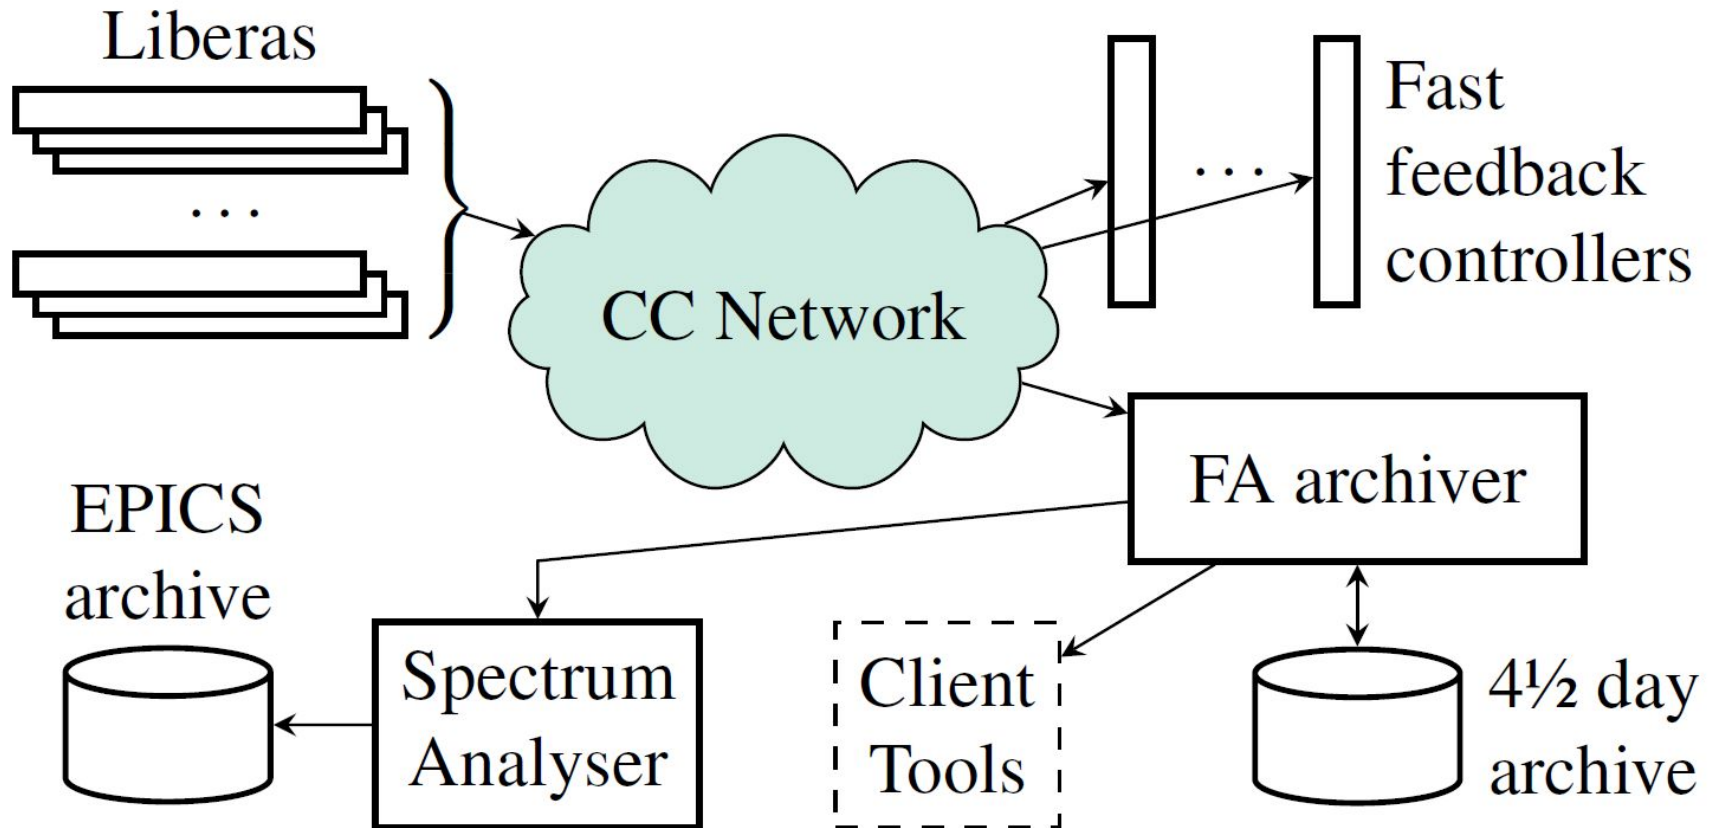 Liberas
. . .
CC Network
. . .
Fast
feedback
controllers
FA archiver
EPICS
archive
Spectrum
Analyser
Client
Tools
4½ day
archive